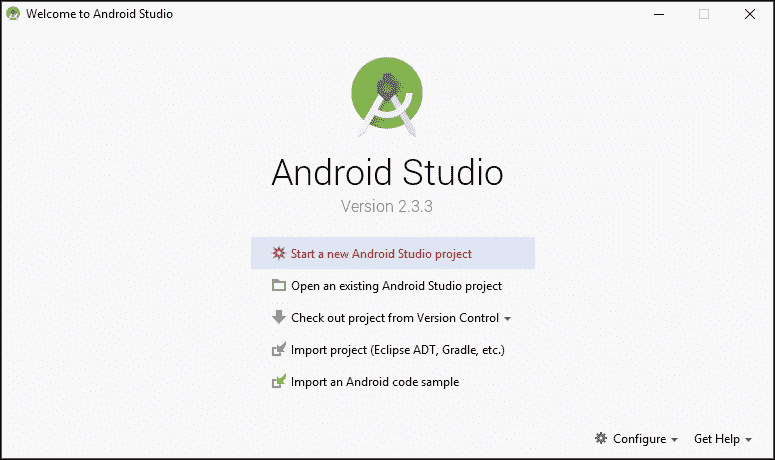 Welcome to Android Studio
Android Studio
Version 2.3.3
Start a new Android Studio project
Open an existing Android Studio project
Check out project from Version Control
Import project (Eclipse ADT, Gradle, etc.)
Import an Android code sample
Configure Get Help